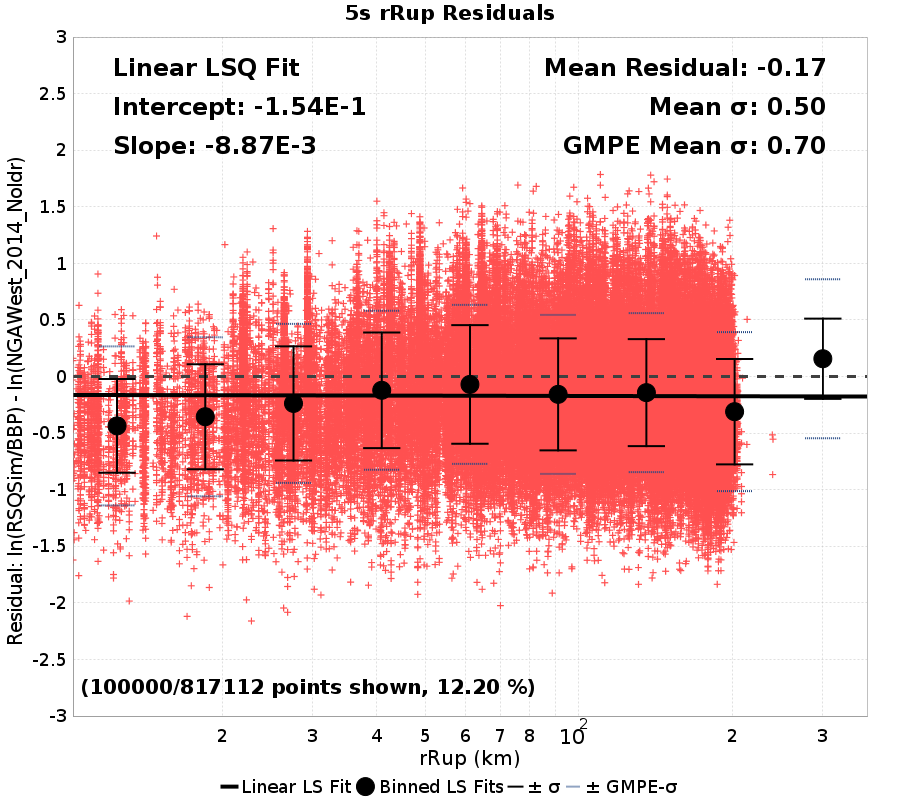 5s rRup Residuals
Linear LSQ Fit
Intercept: -1.54E-1
Slope: -8.87E-3
Mean Residual: -0.17
Mean σ: 0.50
GMPE Mean σ: 0.70
Residual: ln(RSQSim/BBP) - ln(NGAWest_2014_NoIdr)
3
2.5
2
1.5
1
0.5
0
-0.5
-1
-1.5
-2
-2.5
-3
(100000/817112 points shown, 12.20 %)
2 3 4 5 6 7 8 10² 2 3
rRup (km)
Linear LS Fit Binned LS Fits ± σ ± GMPE-σ